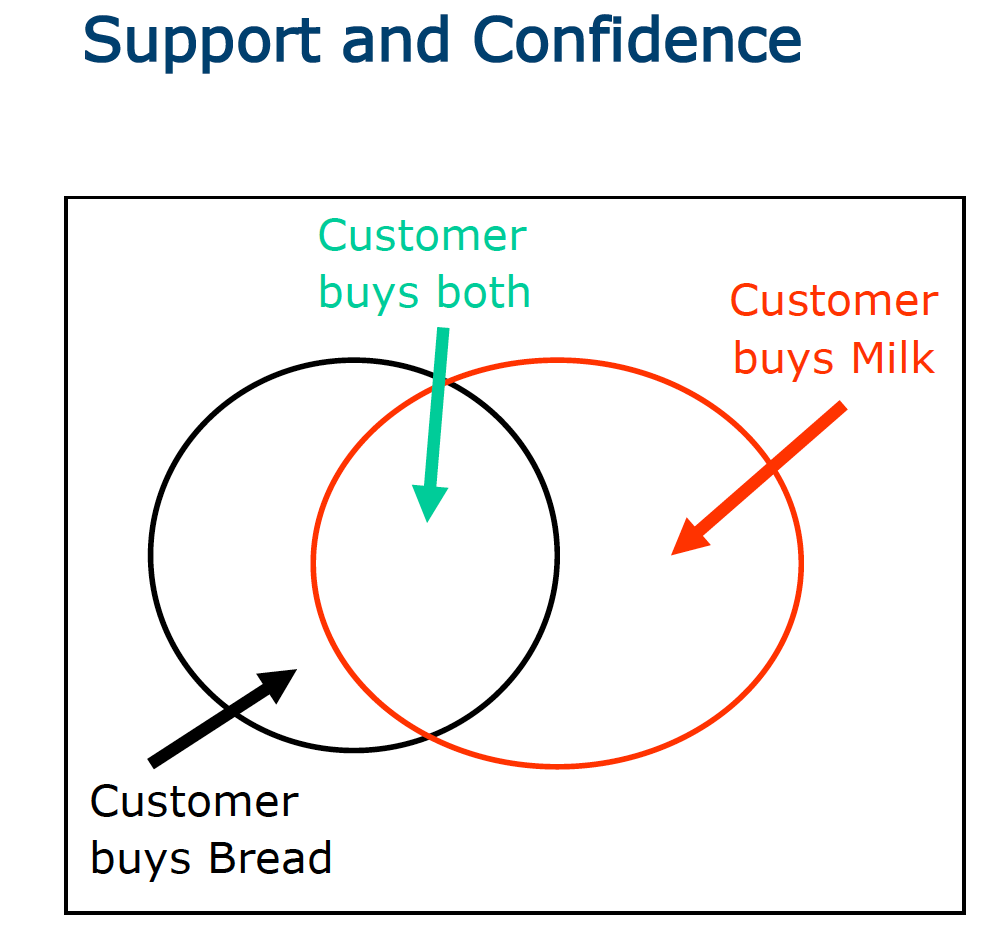 Support and Confidence
Customer
buys both
Customer
buys Milk
Customer
buys Bread